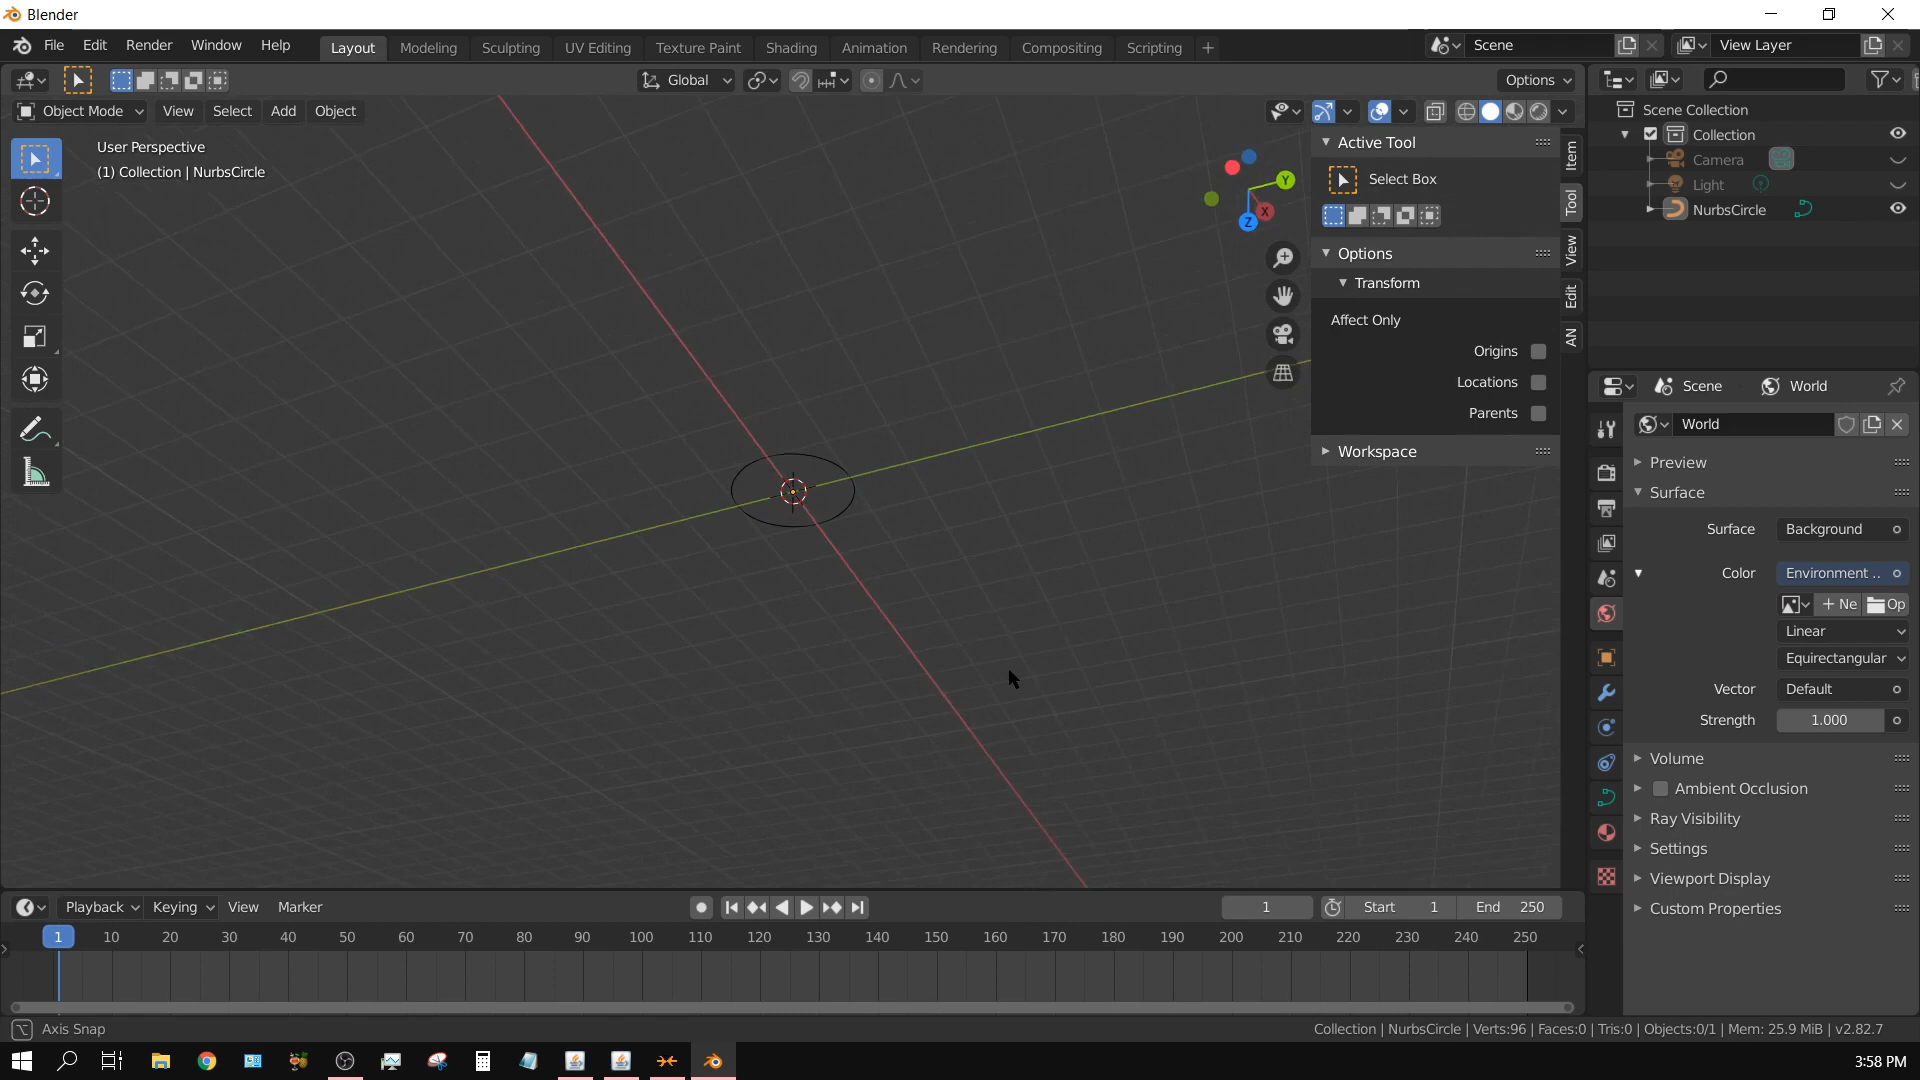 Blender
File Edit Render Window Help Layout Modeling Sculpting UV Editing Texture Paint Shading Animation Rendering Compositing Scripting + Scene View Layer
Global Options
Object Mode View Select Add Object
User Perspective
(1) Collection | NurbsCircle
Y
X
Z
Active Tool
Select Box
Options
Transform
Affect Only
Origins
Locations
Parents
Workspace
Item
Tool
View
Edit
AN
Scene Collection
Collection
Camera
Light
NurbsCircle
Scene World
World
Preview
Surface
Surface Background
Color Environment ..
+ Ne Op
Linear
Equirectangular
Vector Default
Strength 1.000
Volume
Ambient Occlusion
Ray Visibility
Settings
Viewport Display
Custom Properties
Playback Keying View Marker 1 Start 1 End 250
1 10 20 30 40 50 60 70 80 90 100 110 120 130 140 150 160 170 180 190 200 210 220 230 240 250
Axis Snap Collection | NurbsCircle | Verts:96 | Faces:0 | Tris:0 | Objects:0/1 | Mem: 25.9 MiB | v2.82.7
3:58 PM